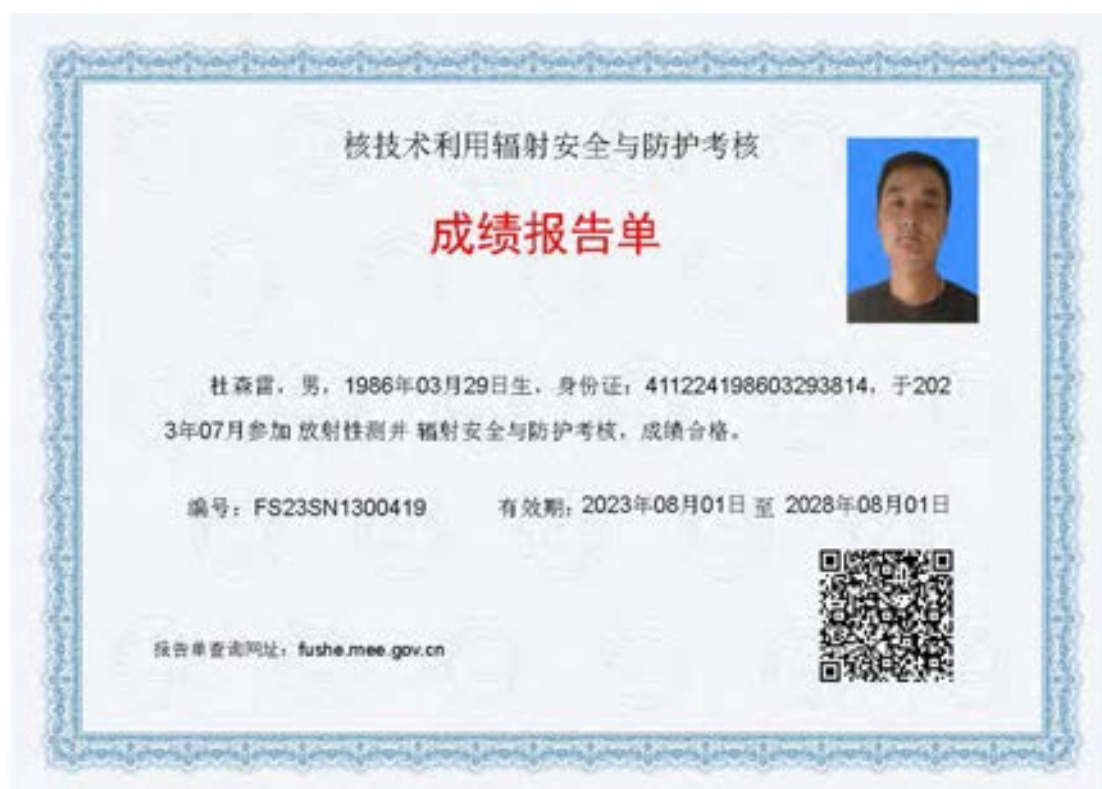 核技术利用辐射安全与防护考核
成绩报告单
杜森雷，男，1986年03月29日生，身份证：411224198603293814，于202
3年07月参加 放射性测井 辐射安全与防护考核，成绩合格。
编号：FS23SN1300419
有效期：2023年08月01日 至 2028年08月01日
报告单查询网址：fushe.mee.gov.cn